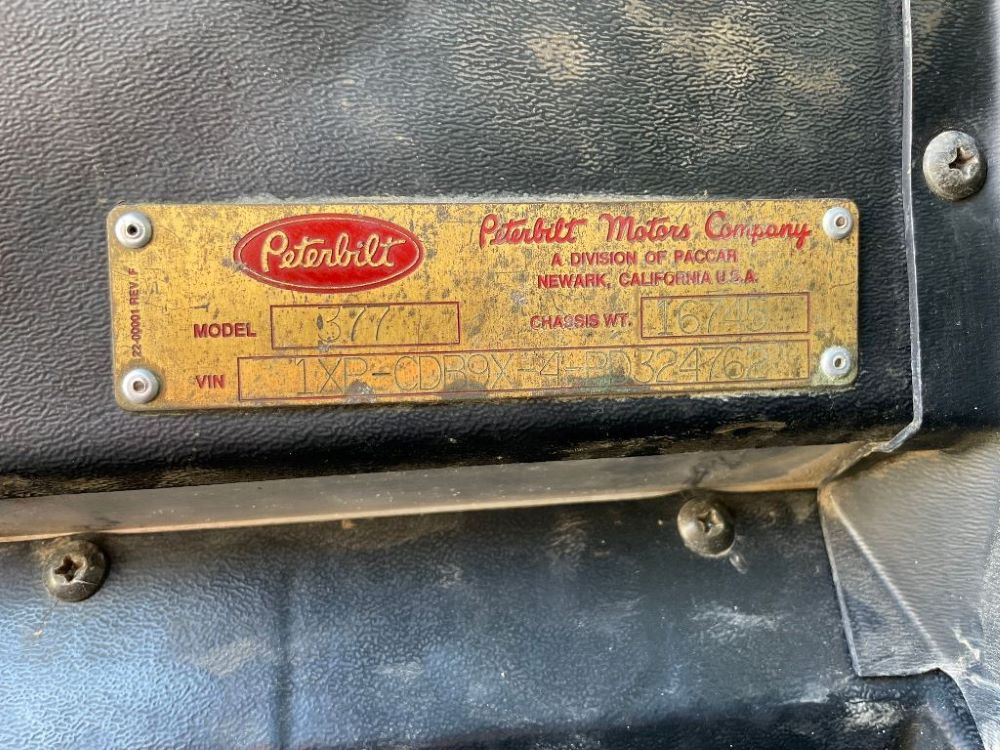 Peterbilt
Peterbilt Motors Company
A DIVISION OF PACCAR
NEWARK, CALIFORNIA U.S.A.
22-00001 REV. F
MODEL 377
CHASSIS WT. 16745
VIN 1XP-CDB9X-4-PD324762